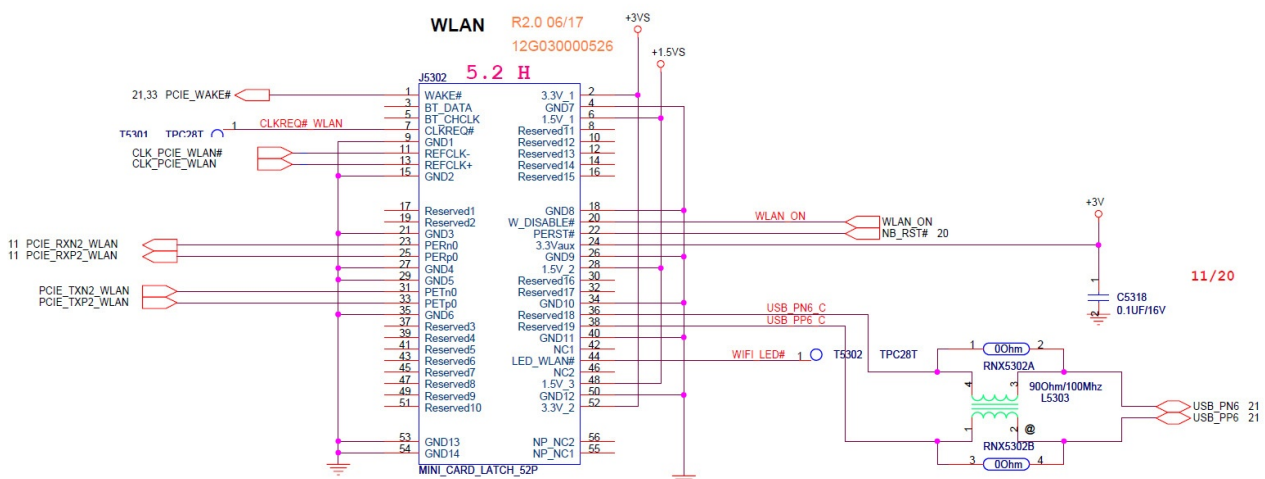 WLAN
R2.0 06/17
12G030000526
+3VS
+1.5VS
5.2 H
J5302
21,33 PCIE_WAKE# 1 WAKE# 3.3V_1 2
3 BT_DATA GND7 4
5 BT_CHCLK 1.5V_1 6
T5301 TPC28T 1 CLKREQ#_WLAN 7 CLKREQ# Reserved11 8
9 GND1 Reserved12 10
CLK_PCIE_WLAN# 11 REFCLK- Reserved13 12
CLK_PCIE_WLAN 13 REFCLK+ Reserved14 14
15 GND2 Reserved15 16
17 Reserved1 GND8 18
19 Reserved2 W_DISABLE# 20 WLAN_ON WLAN_ON
21 GND3 PERST# 22 NB_RST# 20
11 PCIE_RXN2_WLAN 23 PERn0 3.3Vaux 24
11 PCIE_RXP2_WLAN 25 PERp0 GND9 26
27 GND4 1.5V_2 28
29 GND5 Reserved16 30
PCIE_TXN2_WLAN 31 PETn0 Reserved17 32
PCIE_TXP2_WLAN 33 PETp0 GND10 34
35 GND6 Reserved18 36 USB_PN6_C
37 Reserved3 Reserved19 38 USB_PP6_C
39 Reserved4 GND11 40
41 Reserved5 NC1 42
43 Reserved6 LED_WLAN# 44 WIFI_LED# 1 T5302 TPC28T
45 Reserved7 NC2 46
47 Reserved8 1.5V_3 48
49 Reserved9 GND12 50
51 Reserved10 3.3V_2 52
53 GND13 NP_NC2 56
54 GND14 NP_NC1 55
MINI_CARD_LATCH_52P
+3V
11/20
1
C5318
2
0.1UF/16V
1 0Ohm 2
RNX5302A
4 3
90Ohm/100Mhz
L5303
1 2 @
RNX5302B
3 0Ohm 4
USB_PN6 21
USB_PP6 21